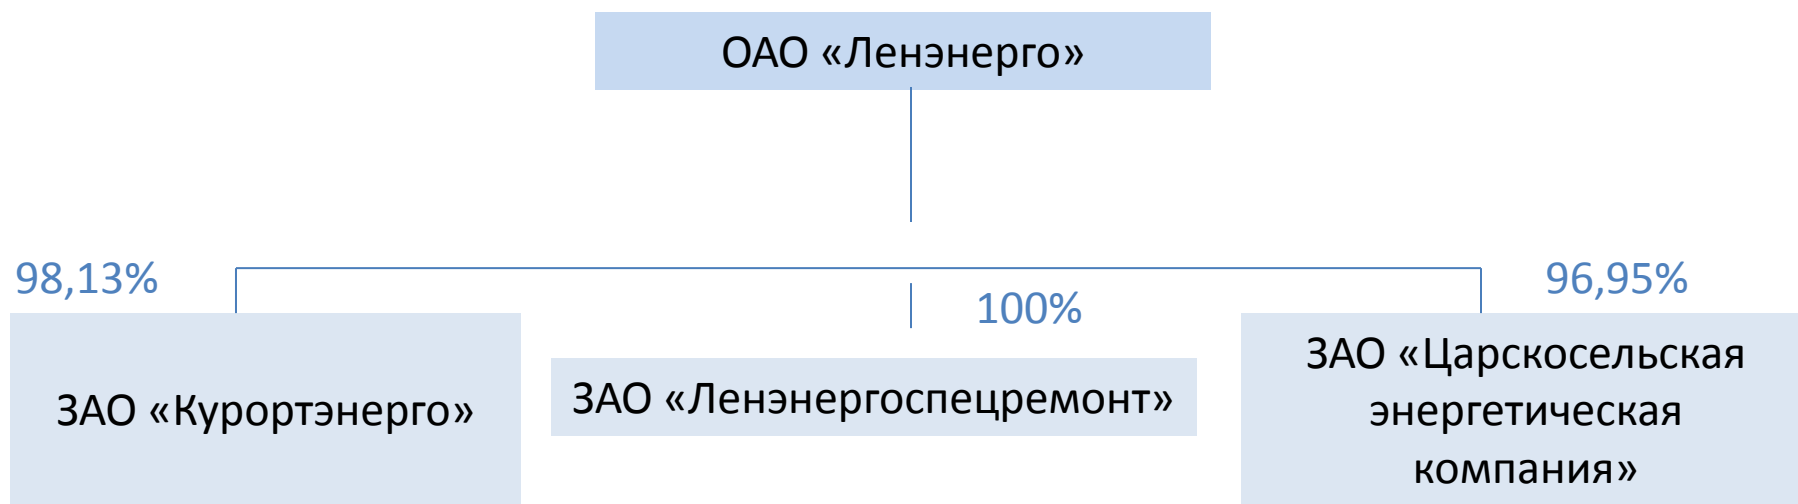 ОАО «Ленэнерго»
98,13%
100%
96,95%
ЗАО «Курортэнерго»
ЗАО «Ленэнергоспецремонт»
ЗАО «Царскосельская
энергетическая
компания»